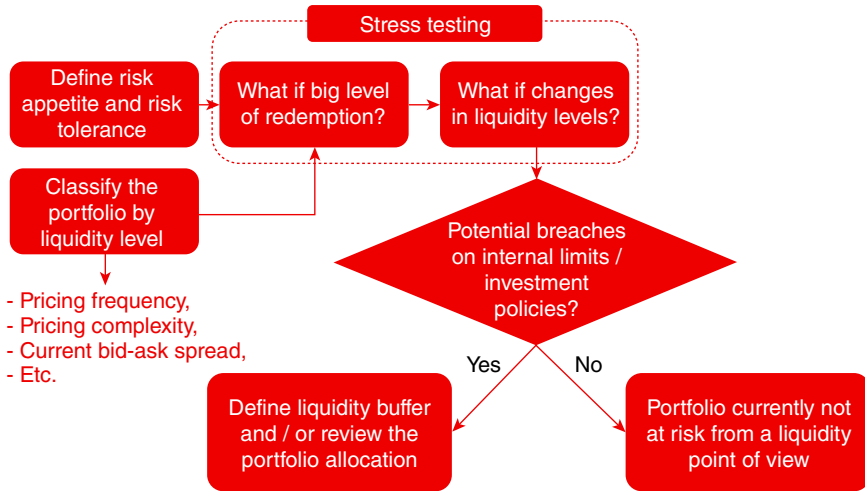 Stress testing
Define risk
appetite and risk
tolerance
What if big level
of redemption?
What if changes
in liquidity levels?
Classify the
portfolio by
liquidity level
- Pricing frequency,
- Pricing complexity,
- Current bid-ask spread,
- Etc.
Potential breaches
on internal limits /
investment
policies?
Yes
No
Define liquidity buffer
and / or review the
portfolio allocation
Portfolio currently not
at risk from a liquidity
point of view